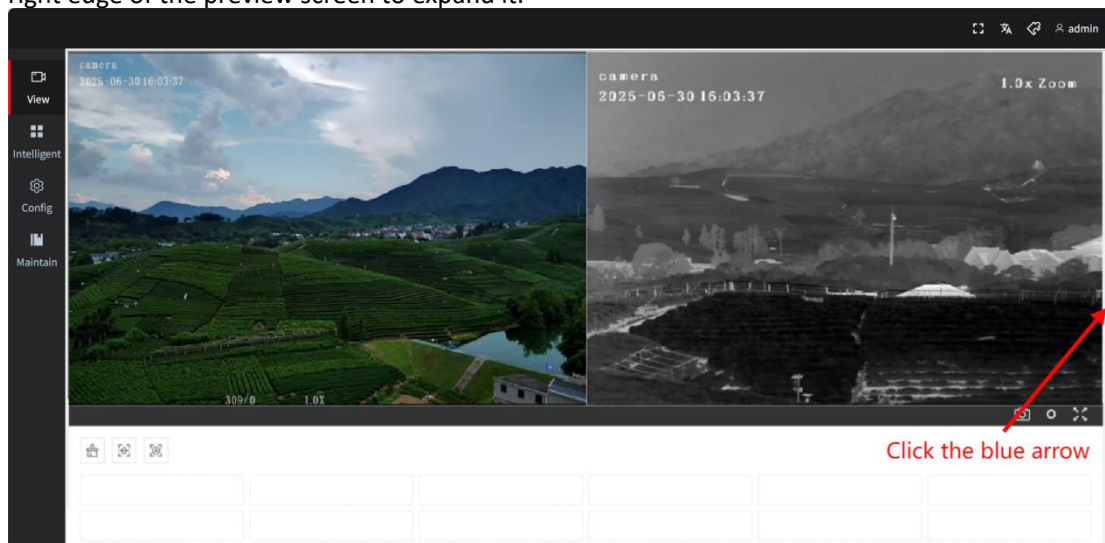 right edge of the preview screen to expand it.
admin
View
Intelligent
Config
Maintain
camera
2025-06-30 16:03:37
309/0 1.0X
camera
2025-06-30 16:03:37
1.0x Zoom
Click the blue arrow